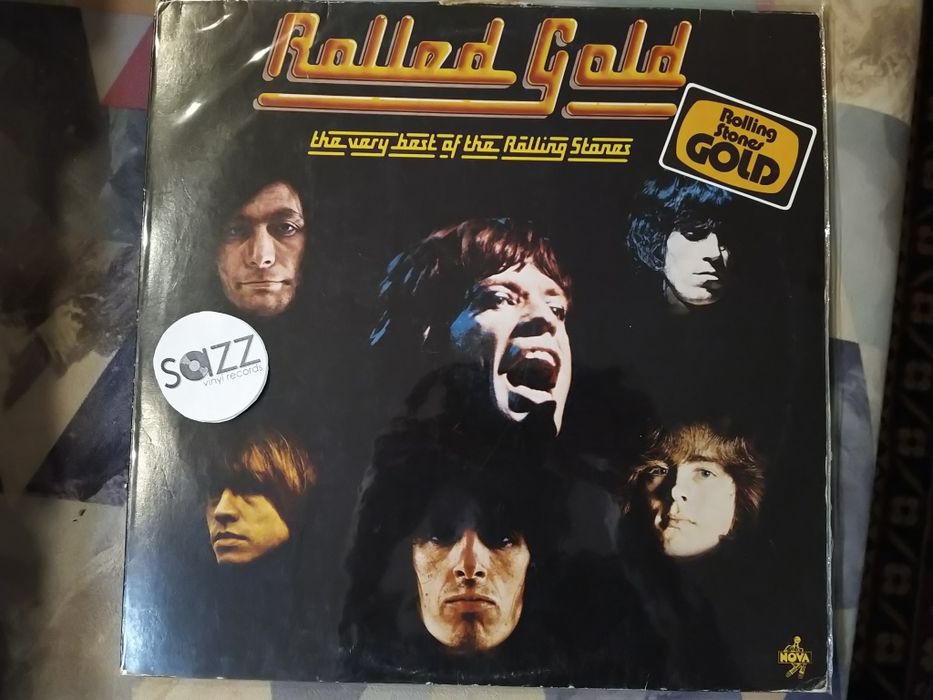 Rolled Gold
the very best of the Rolling Stones
Rolling
Stones
GOLD
sazz
vinyl records
NOVA